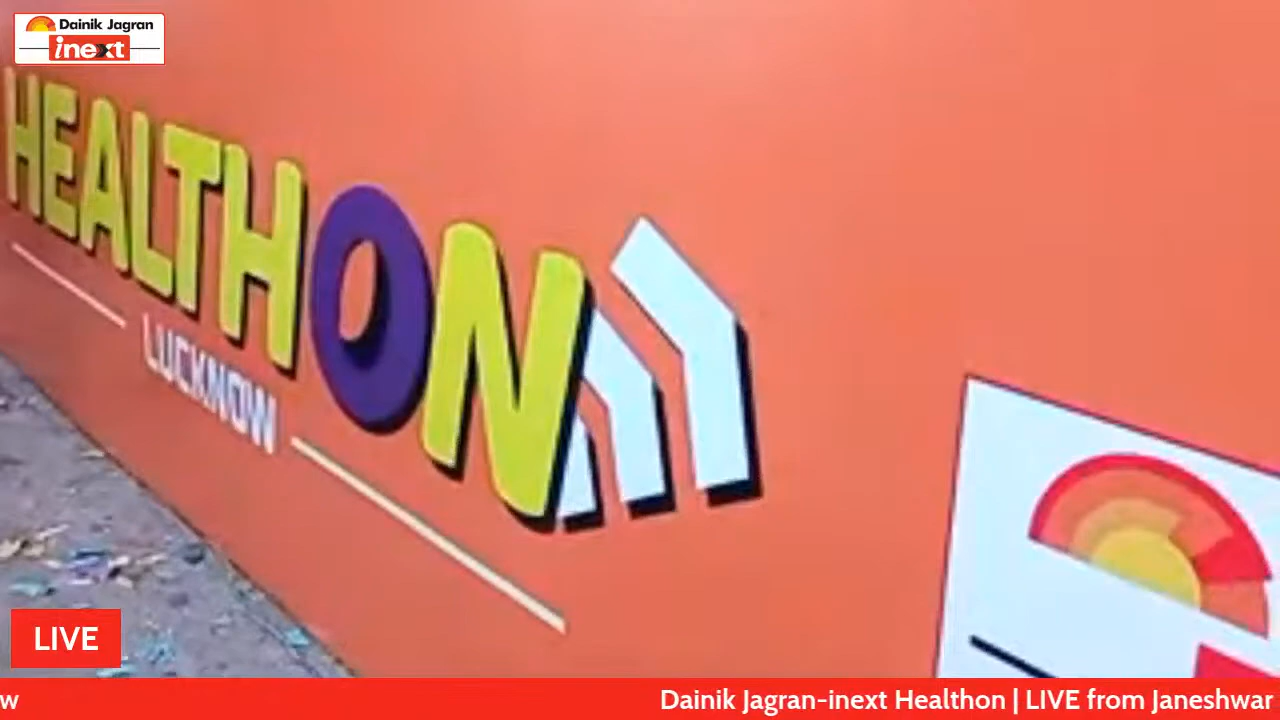 Dainik Jagran
inext
HEALTHON
LUCKNOW
LIVE
w Dainik Jagran-inext Healthon | LIVE from Janeshwar